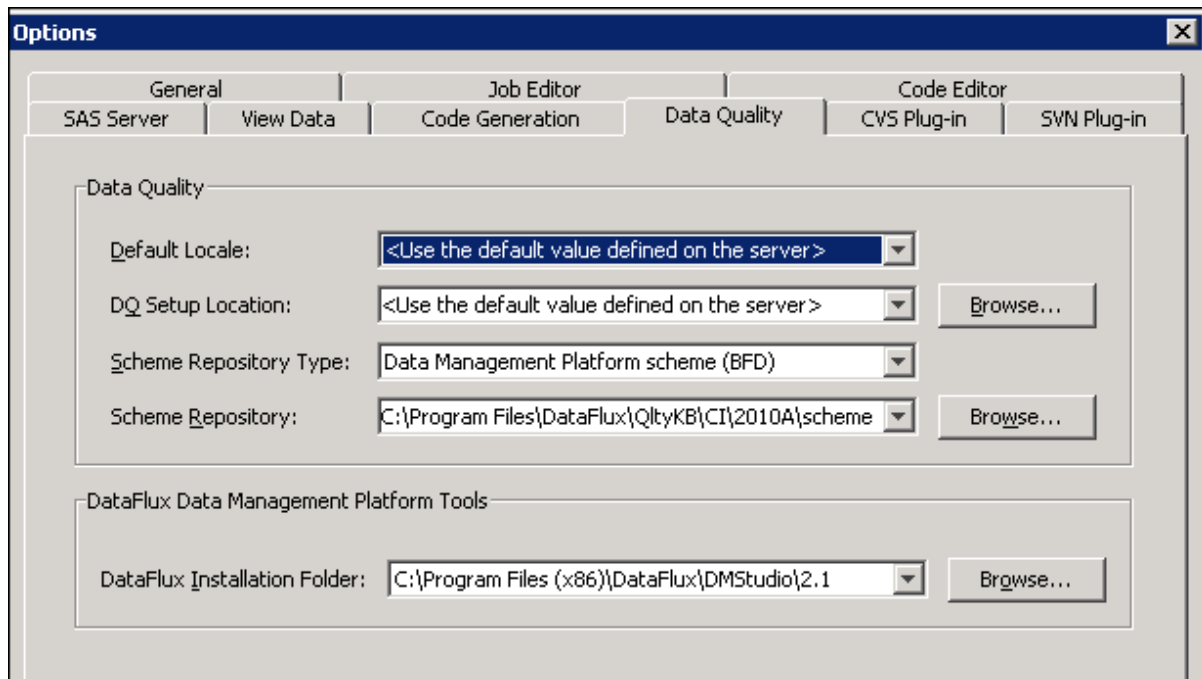 Options
General Job Editor Code Editor
SAS Server View Data Code Generation Data Quality CVS Plug-in SVN Plug-in
Data Quality
Default Locale: <Use the default value defined on the server>
DQ Setup Location: <Use the default value defined on the server> Browse...
Scheme Repository Type: Data Management Platform scheme (BFD)
Scheme Repository: C:\Program Files\DataFlux\QltyKB\CI\2010A\scheme Browse...
DataFlux Data Management Platform Tools
DataFlux Installation Folder: C:\Program Files (x86)\DataFlux\DMStudio\2.1 Browse...